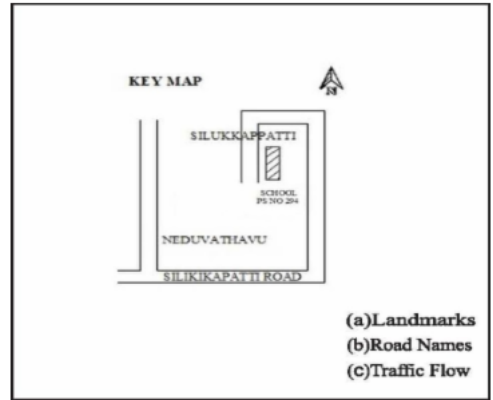 KEY MAP
N
SILUKKAPPATTI
SCHOOL
PS NO 294
NEDUVATHAVU
SILIKIKAPATTI ROAD
(a)Landmarks
(b)Road Names
(c)Traffic Flow